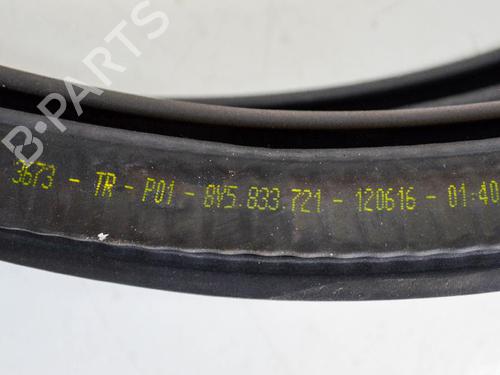 B-PARTS
3673 - TR - P01 - 8V5.833.721 - 120616 - 01:40